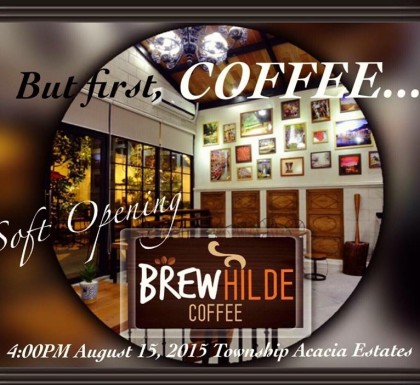 But first, COFFEE...
Soft Opening
BREWHILDE
COFFEE
4:00PM August 15, 2015 Township Acacia Estates